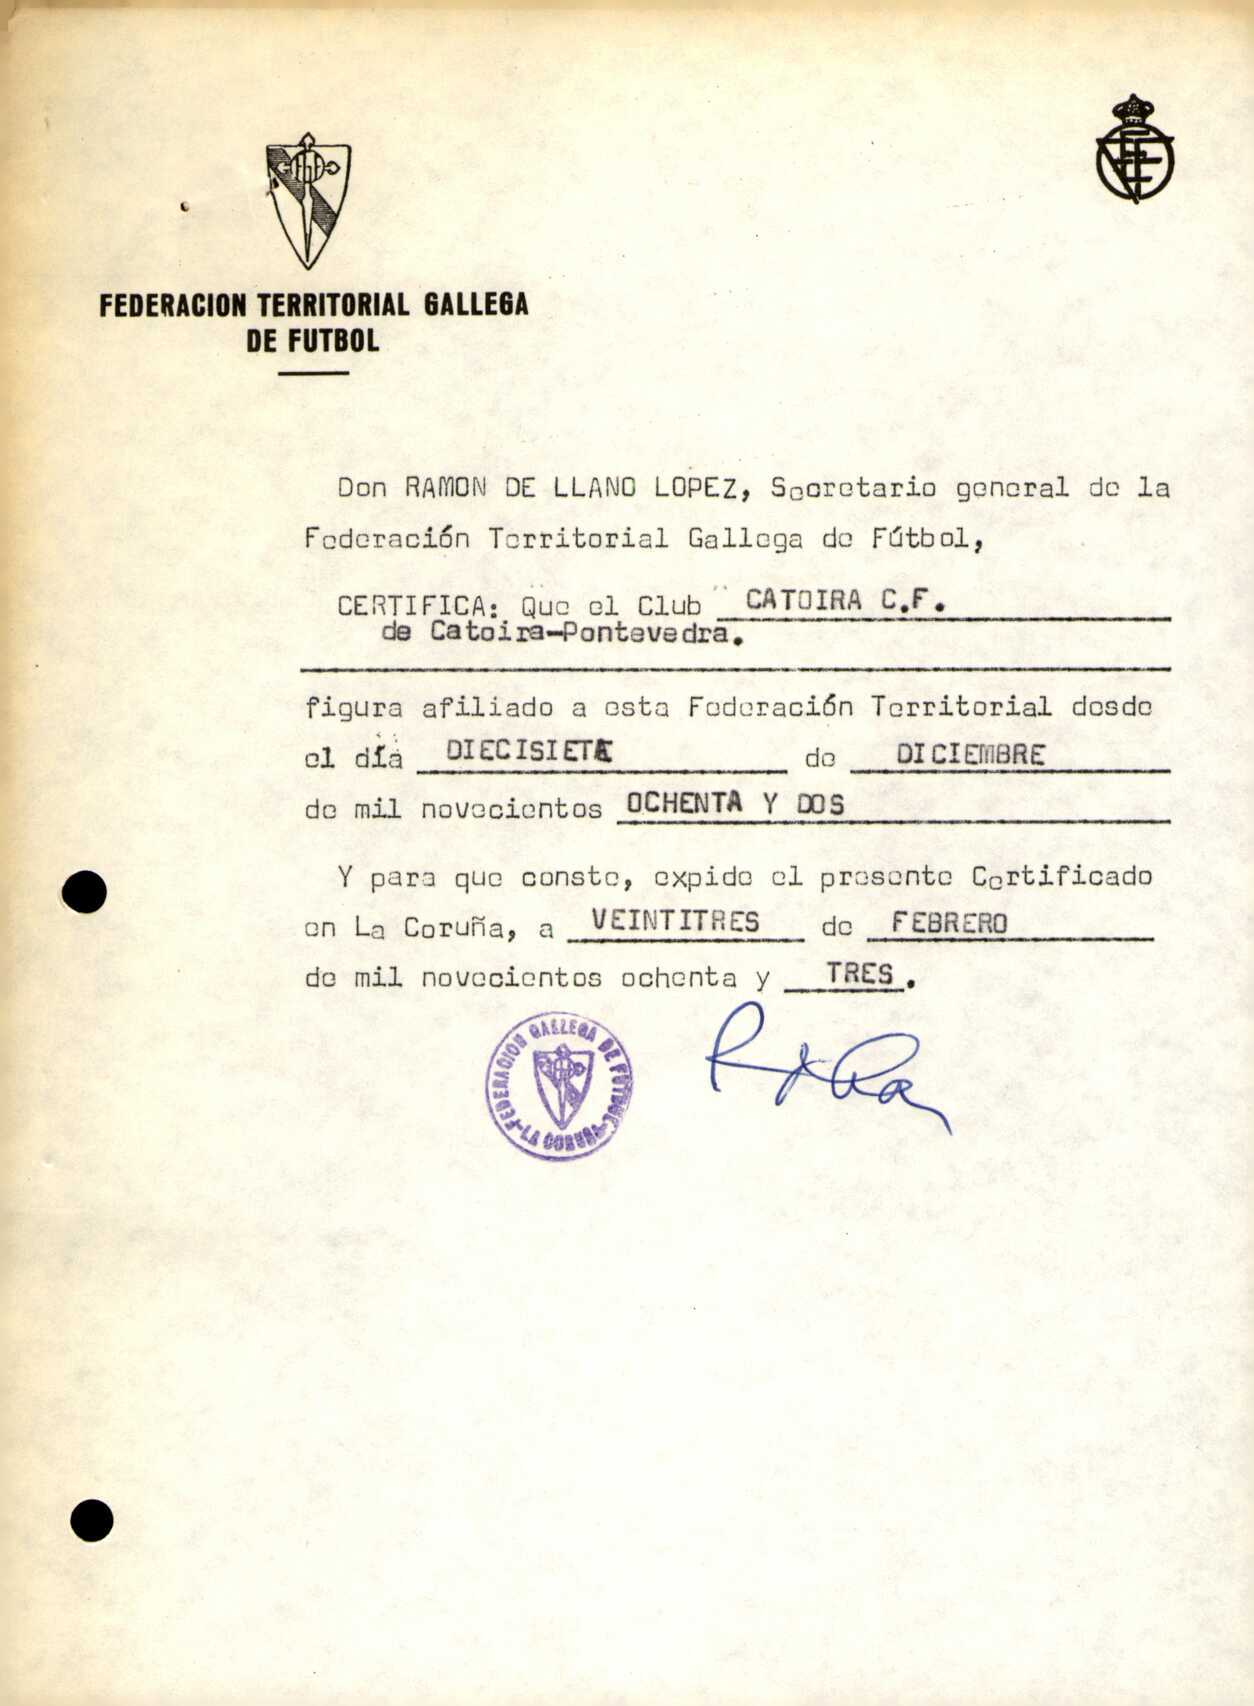 FEDERACION TERRITORIAL GALLEGA
DE FUTBOL
Don RAMON DE LLANO LOPEZ, Secretario general de la
Federación Territorial Gallega de Fútbol,
CERTIFICA: Que el Club CATOIRA C.F.
de Catoira-Pontevedra.
figura afiliado a esta Federación Territorial desde
el día DIECISIETE de DICIEMBRE
de mil novecientos OCHENTA Y DOS
Y para que conste, expido el presente Certificado
en La Coruña, a VEINTITRES de FEBRERO
de mil novecientos ochenta y TRES.
FEDERACION GALLEGA DE FUTBOL
-LA CORUÑA-